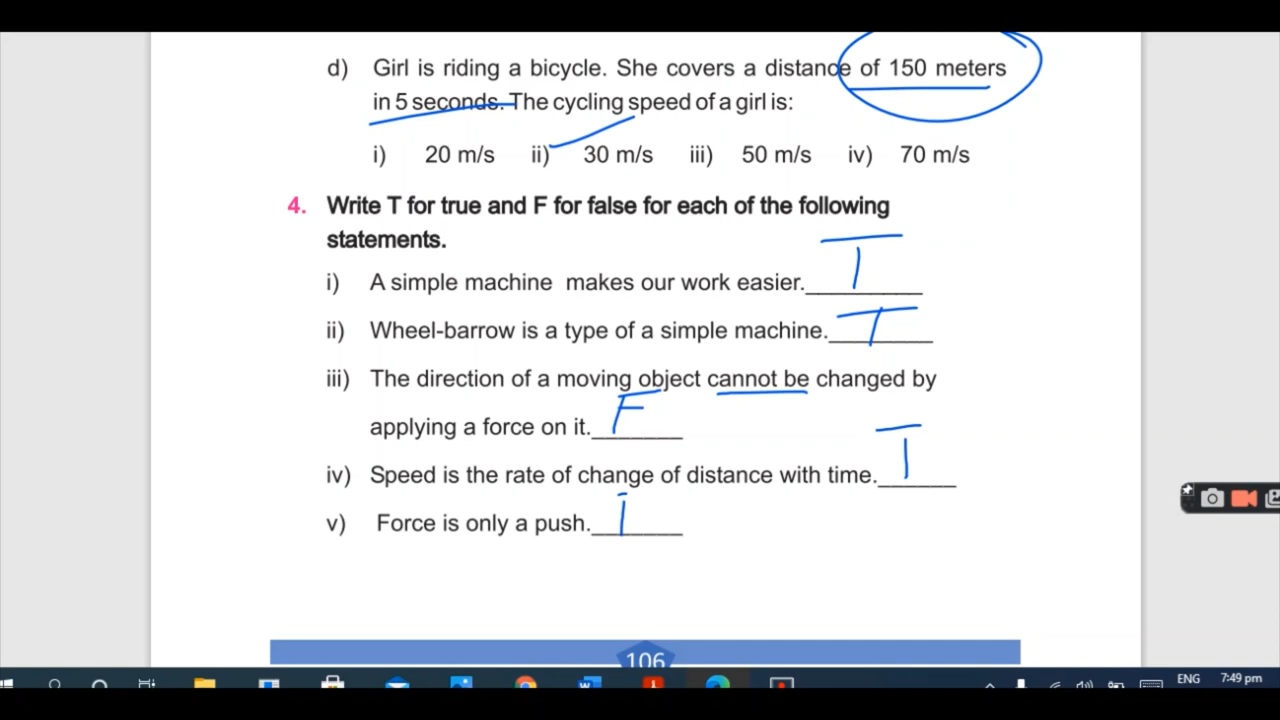 d) Girl is riding a bicycle. She covers a distance of 150 meters
in 5 seconds. The cycling speed of a girl is:
i) 20 m/s ii) 30 m/s iii) 50 m/s iv) 70 m/s
4. Write T for true and F for false for each of the following
statements.
i) A simple machine makes our work easier. T
ii) Wheel-barrow is a type of a simple machine. T
iii) The direction of a moving object cannot be changed by
applying a force on it. F
iv) Speed is the rate of change of distance with time. T
v) Force is only a push.
106
ENG 7:49 pm